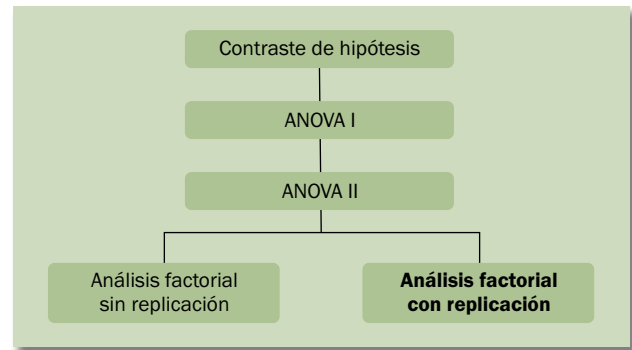 Contraste de hipótesis
ANOVA I
ANOVA II
Análisis factorial
sin replicación
Análisis factorial
con replicación